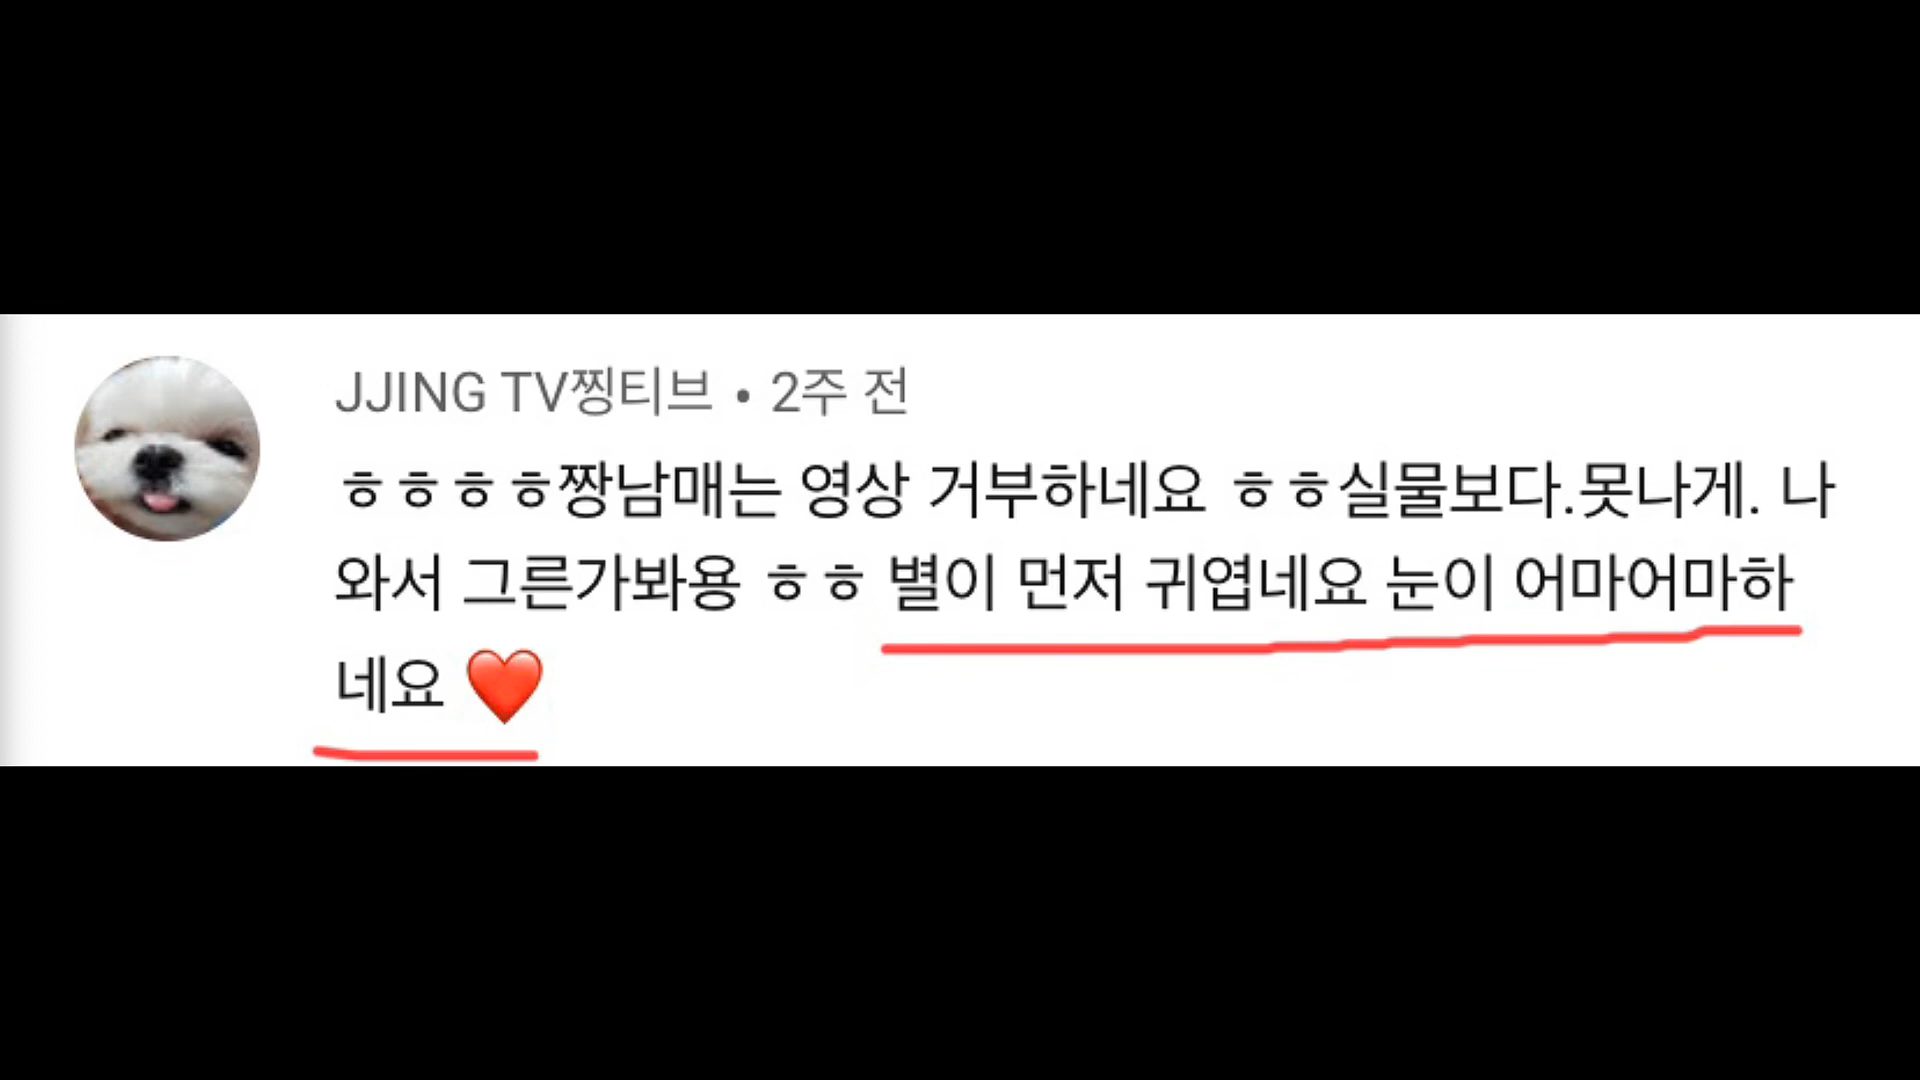 JJING TV찡티브 • 2주 전
ㅎㅎㅎㅎ짱남매는 영상 거부하네요 ㅎㅎ실물보다.못나게. 나
와서 그른가봐용 ㅎㅎ 별이 먼저 귀엽네요 눈이 어마어마하
네요 ❤️